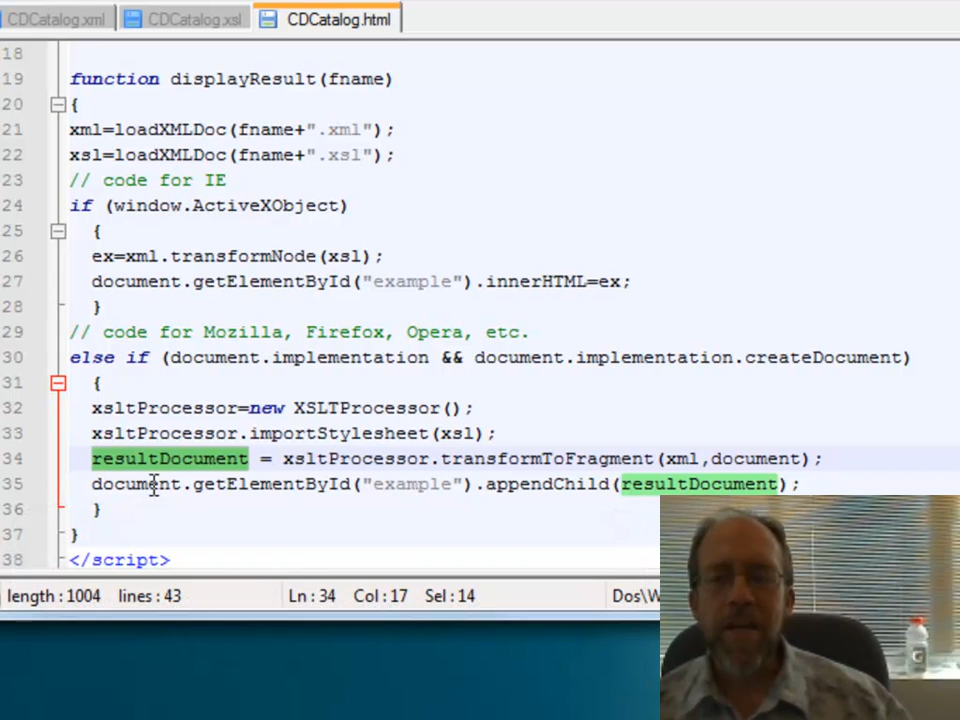 CDCatalog.xml CDCatalog.xsl CDCatalog.html
18
19 function displayResult(fname)
20 {
21 xml=loadXMLDoc(fname+".xml");
22 xsl=loadXMLDoc(fname+".xsl");
23 // code for IE
24 if (window.ActiveXObject)
25 {
26 ex=xml.transformNode(xsl);
27 document.getElementById("example").innerHTML=ex;
28 }
29 // code for Mozilla, Firefox, Opera, etc.
30 else if (document.implementation && document.implementation.createDocument)
31 {
32 xsltProcessor=new XSLTProcessor();
33 xsltProcessor.importStylesheet(xsl);
34 resultDocument = xsltProcessor.transformToFragment(xml,document);
35 document.getElementById("example").appendChild(resultDocument);
36 }
37 }
38 </script>
length:1004 lines:43 Ln:34 Col:17 Sel:14 Dos\W
G